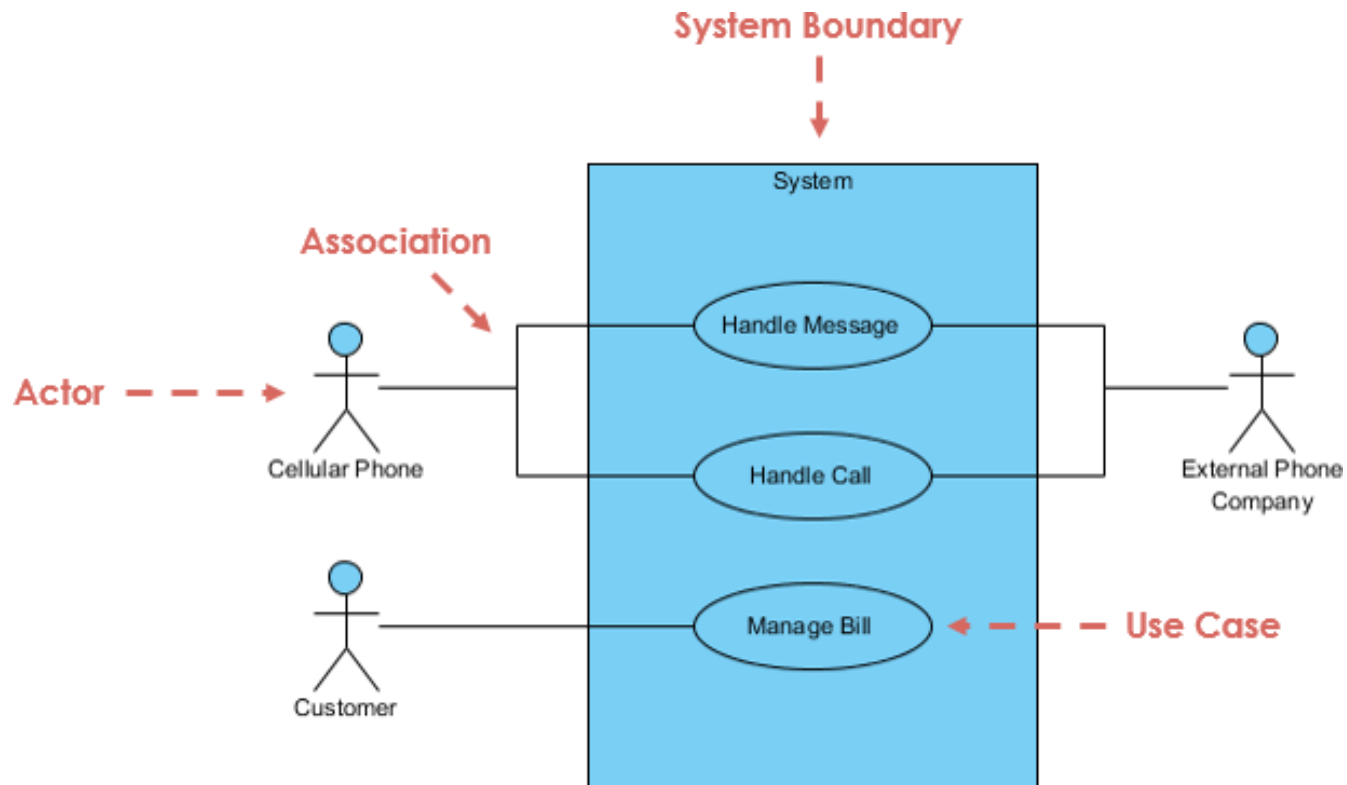 System Boundary
System
Association
Handle Message
Actor
Cellular Phone
Handle Call
External Phone
Company
Manage Bill
Use Case
Customer